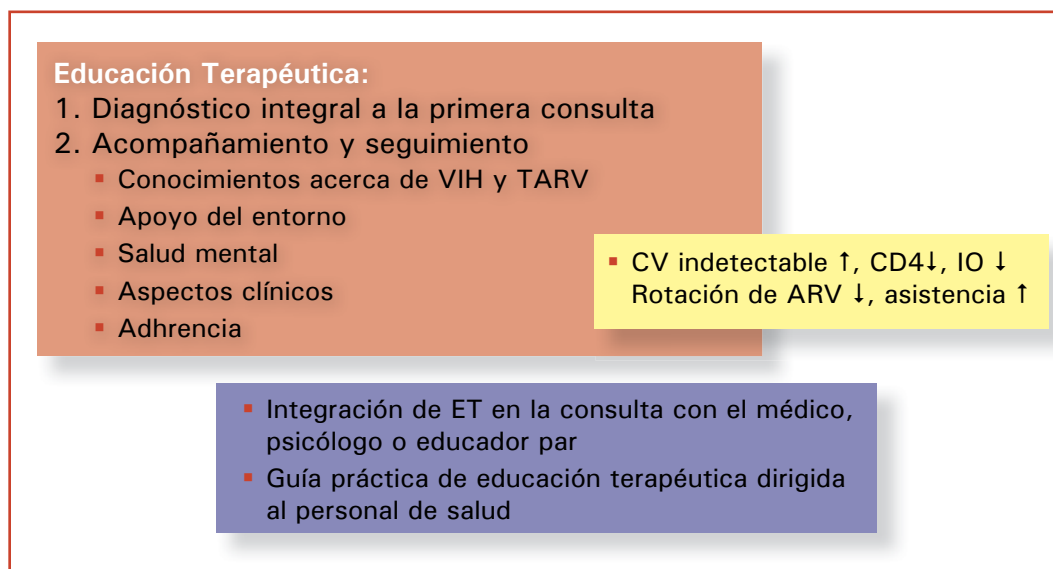 Educación Terapéutica:
1. Diagnóstico integral a la primera consulta
2. Acompañamiento y seguimiento
▪ Conocimientos acerca de VIH y TARV
▪ Apoyo del entorno
▪ Salud mental
▪ Aspectos clínicos
▪ Adhrencia
▪ CV indetectable ↑, CD4↓, IO ↓
Rotación de ARV ↓, asistencia ↑
▪ Integración de ET en la consulta con el médico,
psicólogo o educador par
▪ Guía práctica de educación terapéutica dirigida
al personal de salud